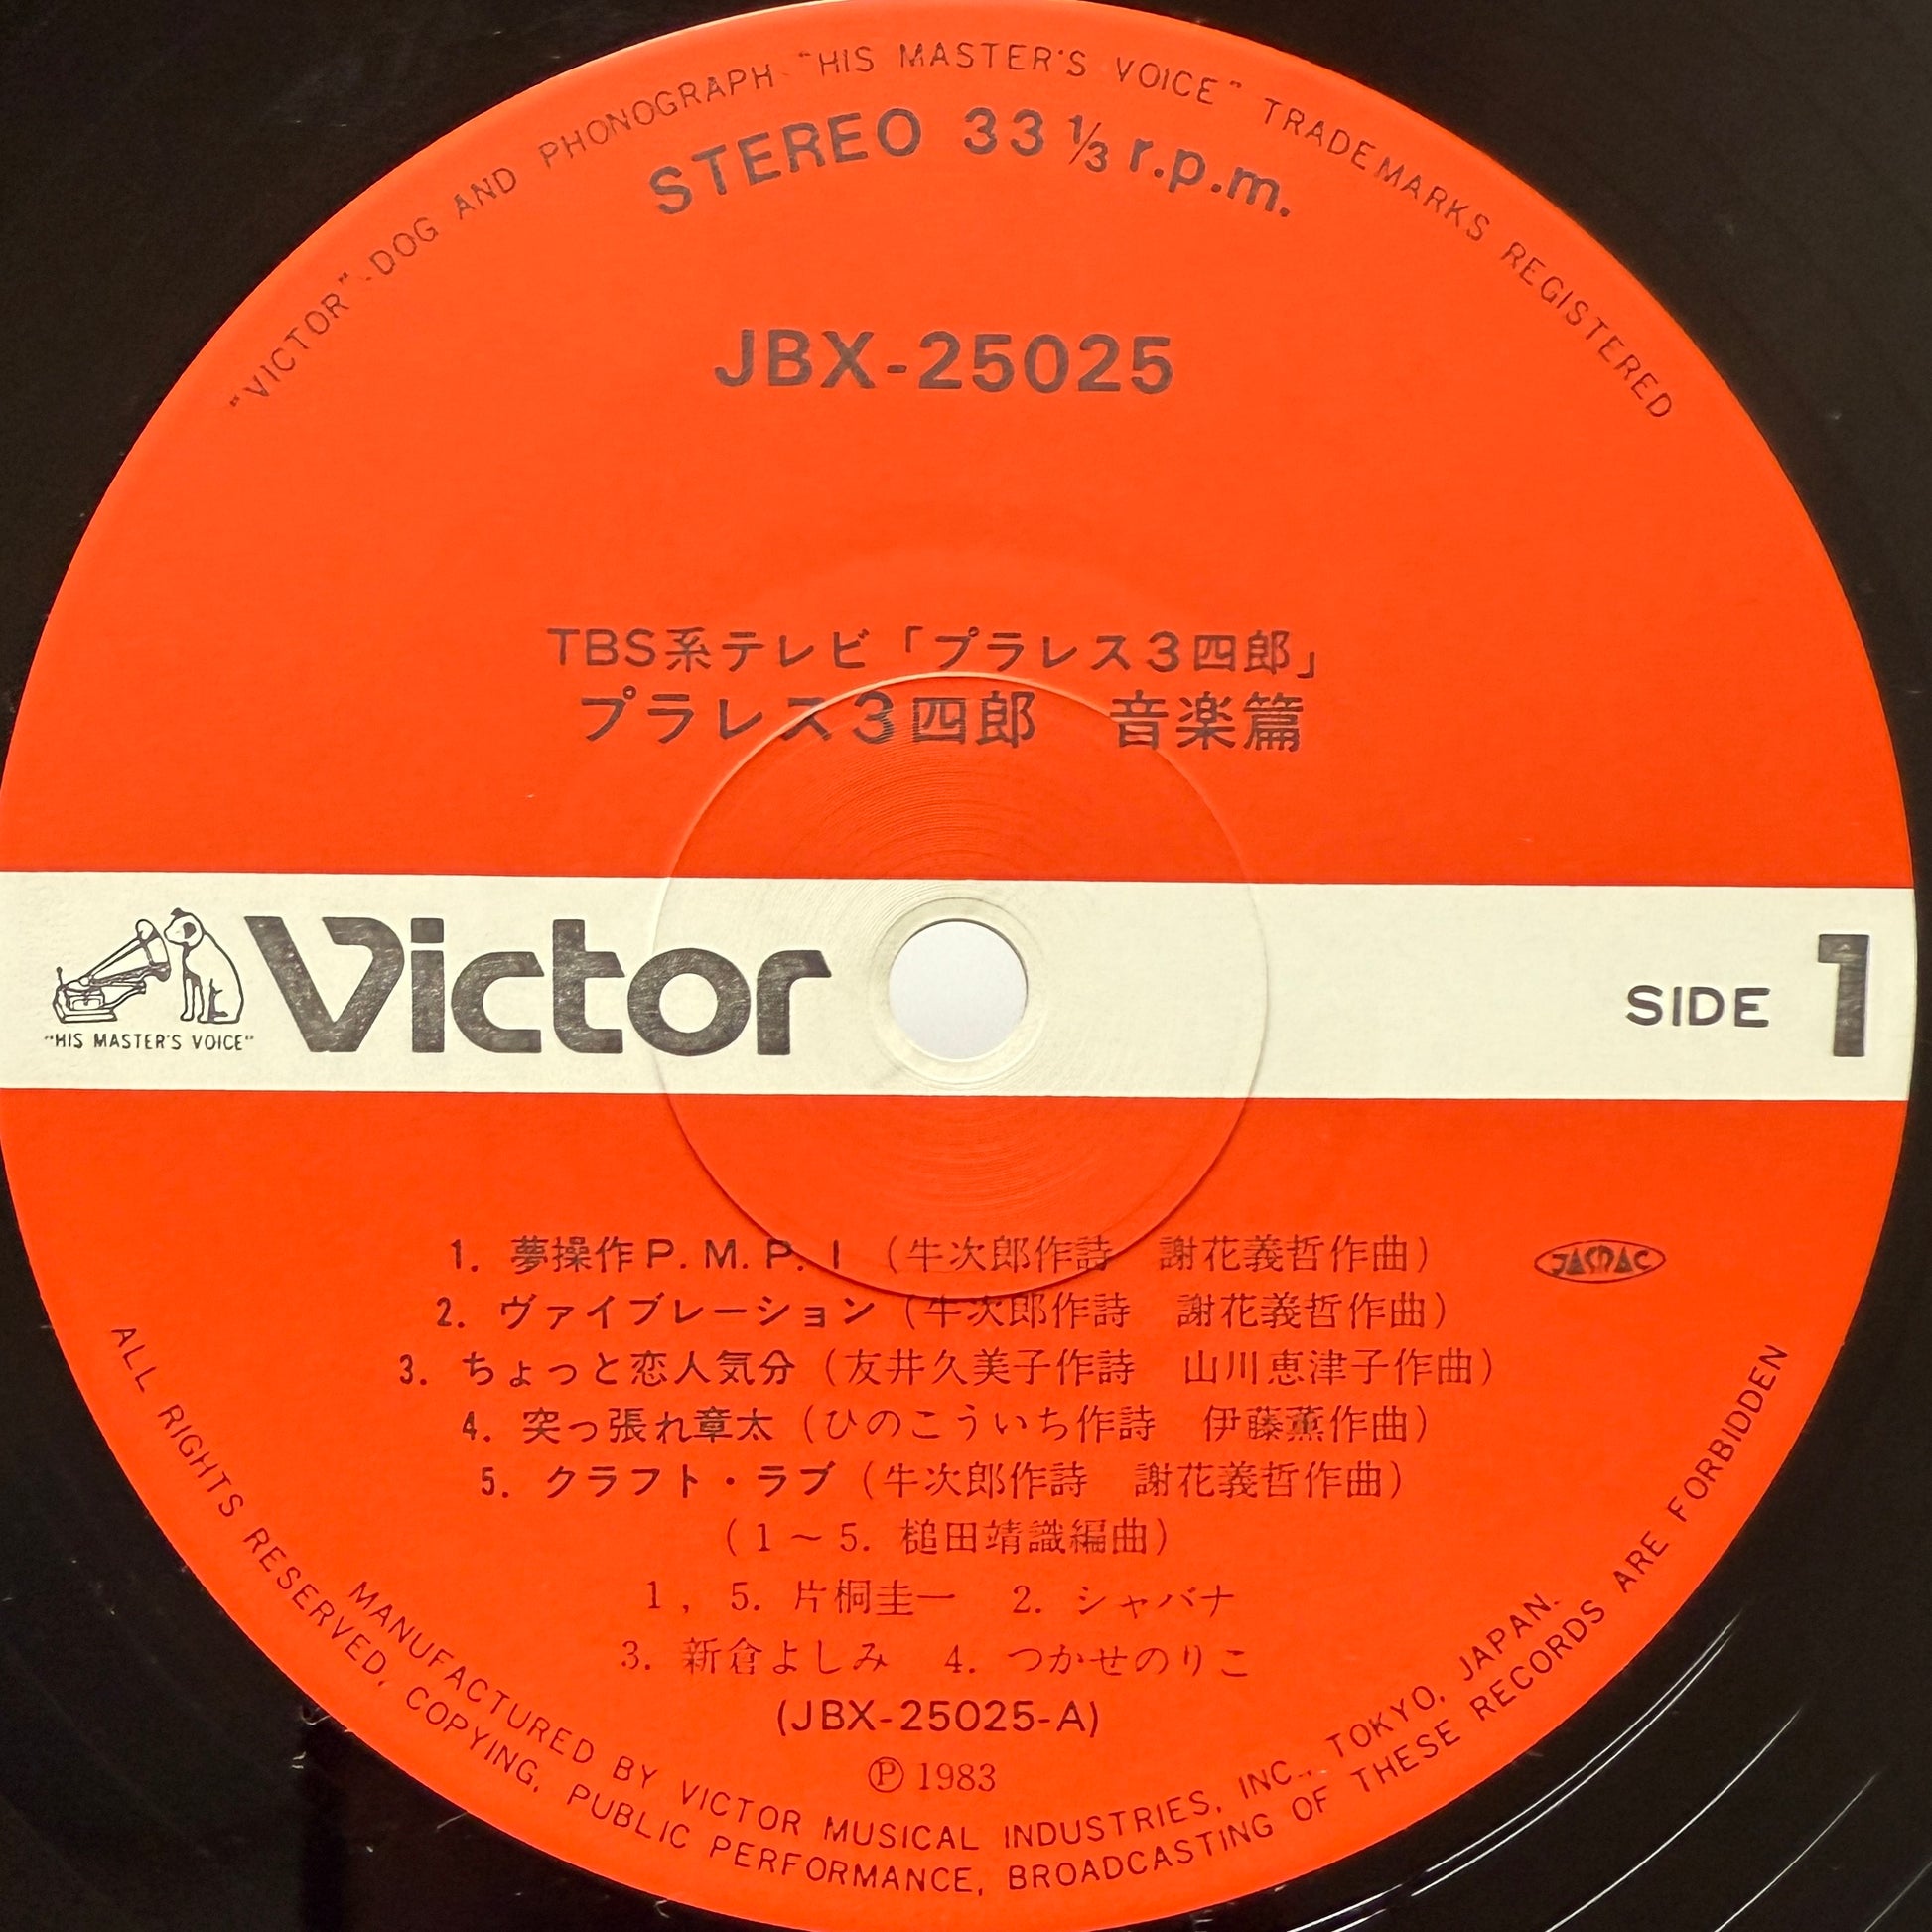 "VICTOR"-DOG AND PHONOGRAPH-"HIS MASTER'S VOICE" TRADEMARKS REGISTERED
STEREO 33 ⅓ r.p.m.
JBX-25025
TBS系テレビ「プラレス3四郎」
プラレス3四郎　音楽篇
"HIS MASTER'S VOICE"
Victor
SIDE 1
1. 夢操作P.M.P.I（牛次郎作詩　謝花義哲作曲）
JASRAC
2. ヴァイブレーション（牛次郎作詩　謝花義哲作曲）
3. ちょっと恋人気分（友井久美子作詩　山川恵津子作曲）
4. 突っ張れ章太（ひのこういち作詩　伊藤薫作曲）
5. クラフト・ラブ（牛次郎作詩　謝花義哲作曲）
（1～5. 槌田靖識編曲）
1, 5. 片桐圭一　2. シャバナ
3. 新倉よしみ　4. つかせのりこ
(JBX-25025-A)
Ⓟ 1983
MANUFACTURED BY VICTOR MUSICAL INDUSTRIES, INC., TOKYO, JAPAN.
ALL RIGHTS RESERVED, COPYING, PUBLIC PERFORMANCE, BROADCASTING OF THESE RECORDS ARE FORBIDDEN